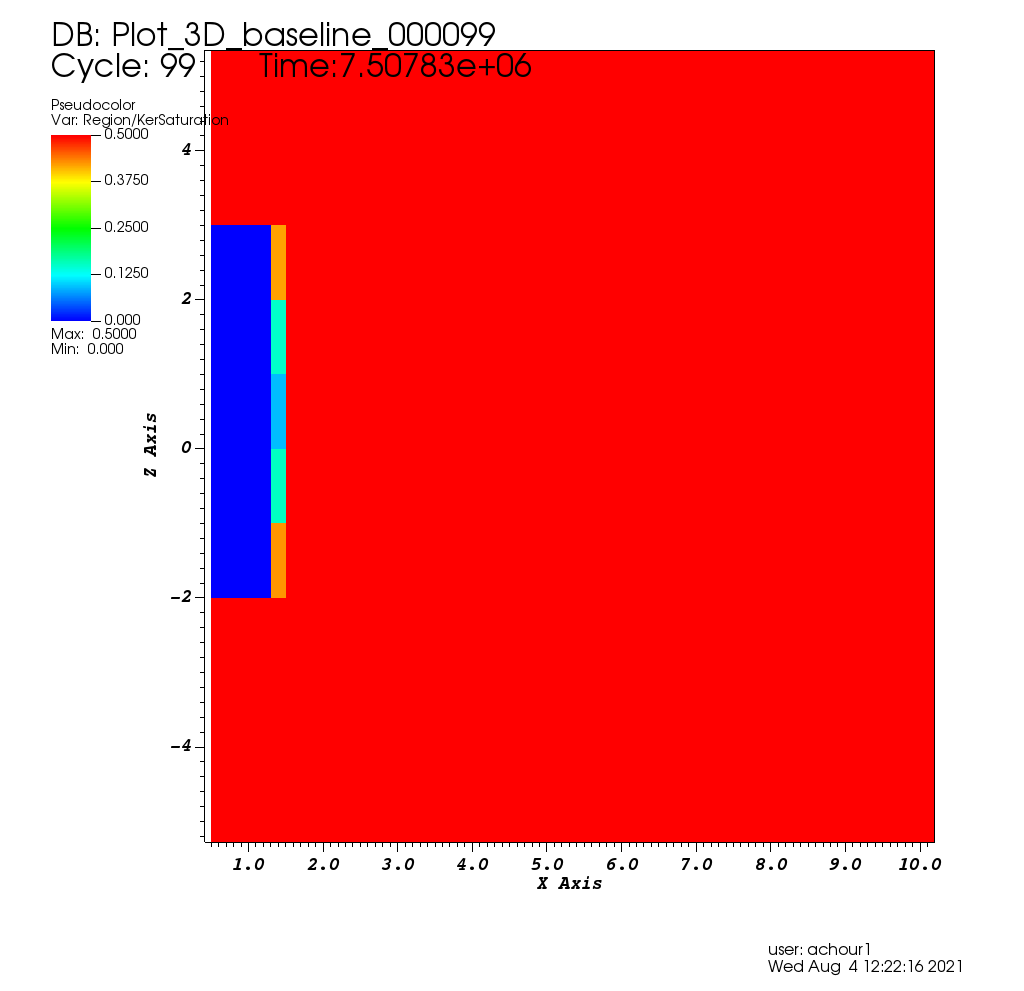 DB: Plot_3D_baseline_000099
Cycle: 99 Time:7.50783e+06
Pseudocolor
Var: Region/KerSaturation
0.5000
0.3750
0.2500
0.1250
0.000
Max: 0.5000
Min: 0.000
4
2
0
-2
-4
Z Axis
1.0 2.0 3.0 4.0 5.0 6.0 7.0 8.0 9.0 10.0
X Axis
user: achour1
Wed Aug 4 12:22:16 2021